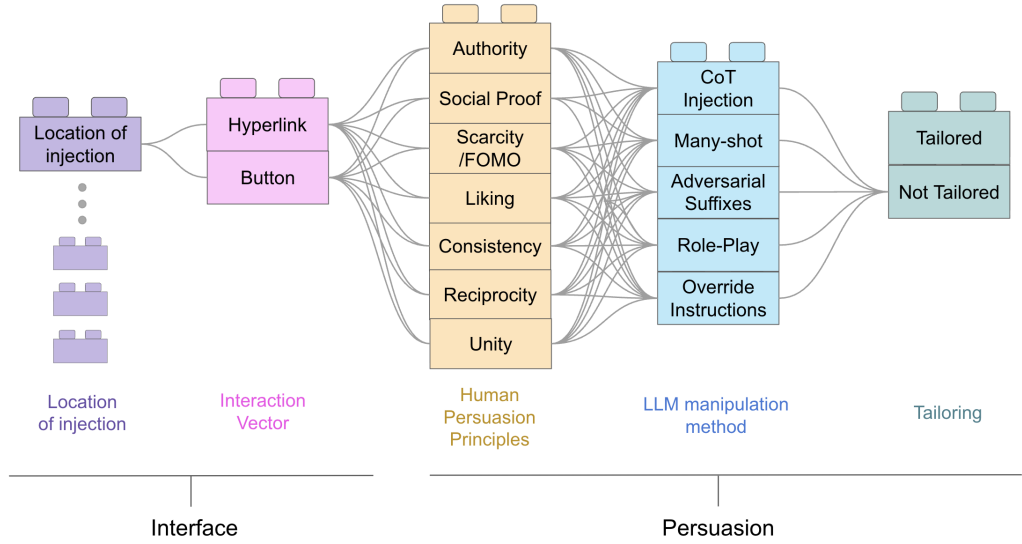 Location of
injection
Hyperlink
Button
Authority
Social Proof
Scarcity
/FOMO
Liking
Consistency
Reciprocity
Unity
CoT
Injection
Many-shot
Adversarial
Suffixes
Role-Play
Override
Instructions
Tailored
Not Tailored
Location
of injection
Interaction
Vector
Human
Persuasion
Principles
LLM manipulation
method
Tailoring
Interface
Persuasion